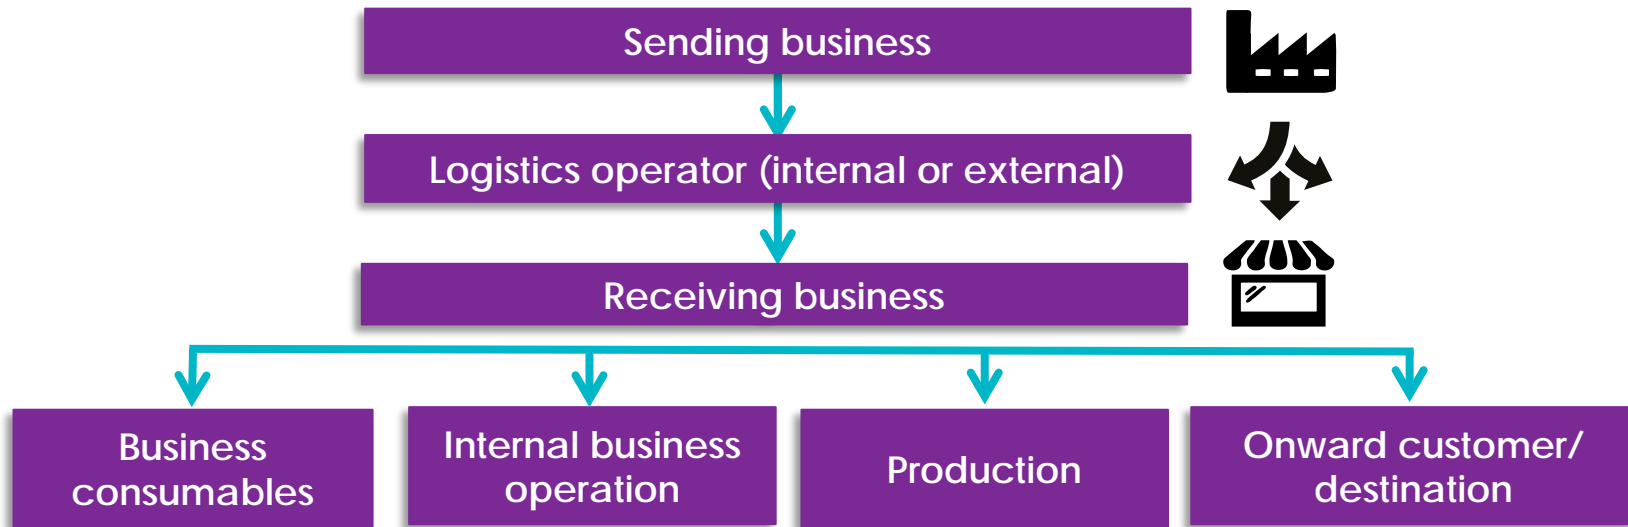 Sending business
Logistics operator (internal or external)
Receiving business
Business
consumables
Internal business
operation
Production
Onward customer/
destination